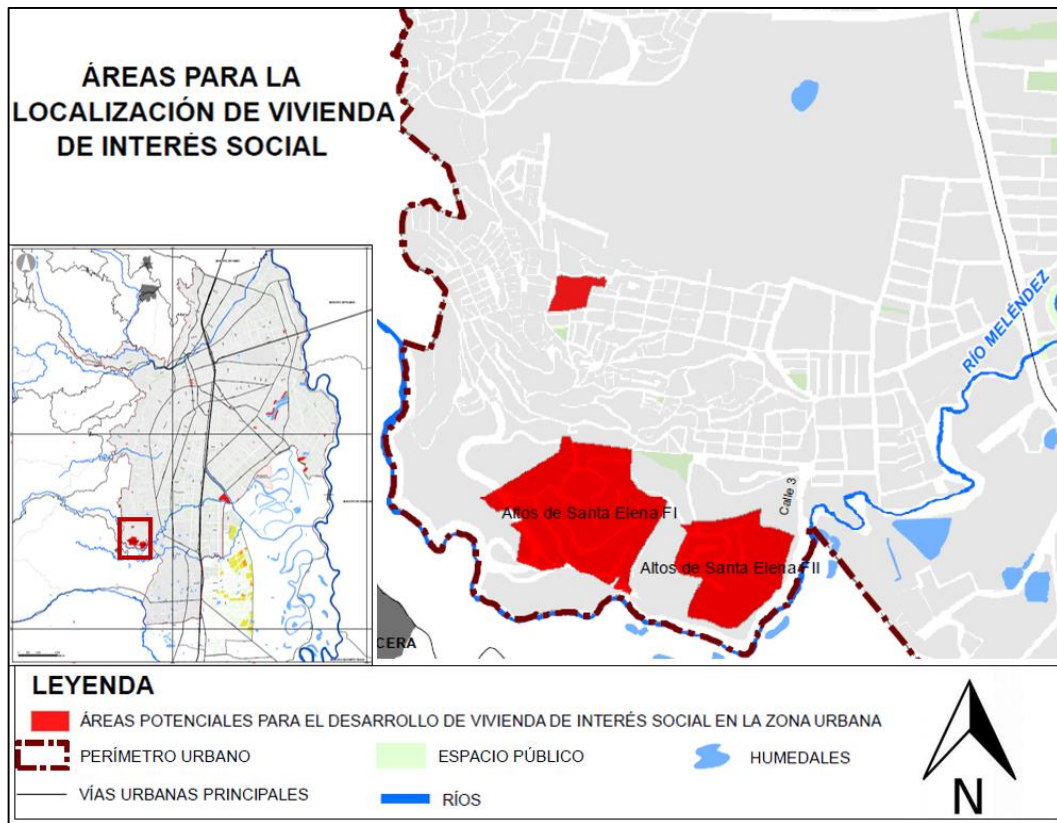 ÁREAS PARA LA
LOCALIZACIÓN DE VIVIENDA
DE INTERÉS SOCIAL
RÍO MELÉNDEZ
Calle 3
Altos de Santa Elena FI
Altos de Santa Elena FII
CERA
LEYENDA
ÁREAS POTENCIALES PARA EL DESARROLLO DE VIVIENDA DE INTERÉS SOCIAL EN LA ZONA URBANA
PERÍMETRO URBANO
ESPACIO PÚBLICO
HUMEDALES
VÍAS URBANAS PRINCIPALES
RÍOS
N